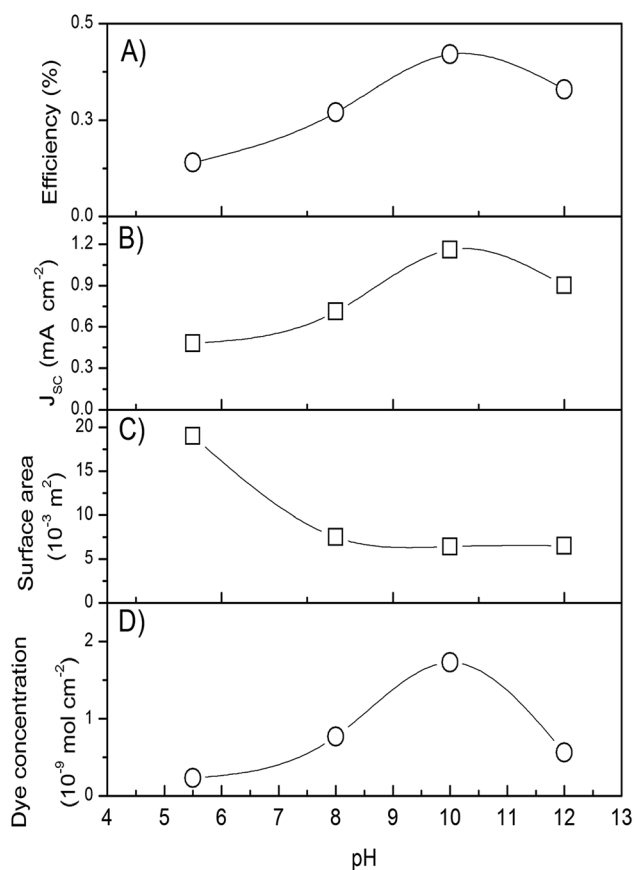 A)
Efficiency (%)
0.5
0.3
0.0
B)
J_sc (mA cm⁻²)
1.2
0.9
0.6
0.3
0.0
C)
Surface area
(10⁻³ m²)
20
15
10
5
0
D)
Dye concentration
(10⁻⁹ mol cm⁻²)
2
1
0
4 5 6 7 8 9 10 11 12 13
pH